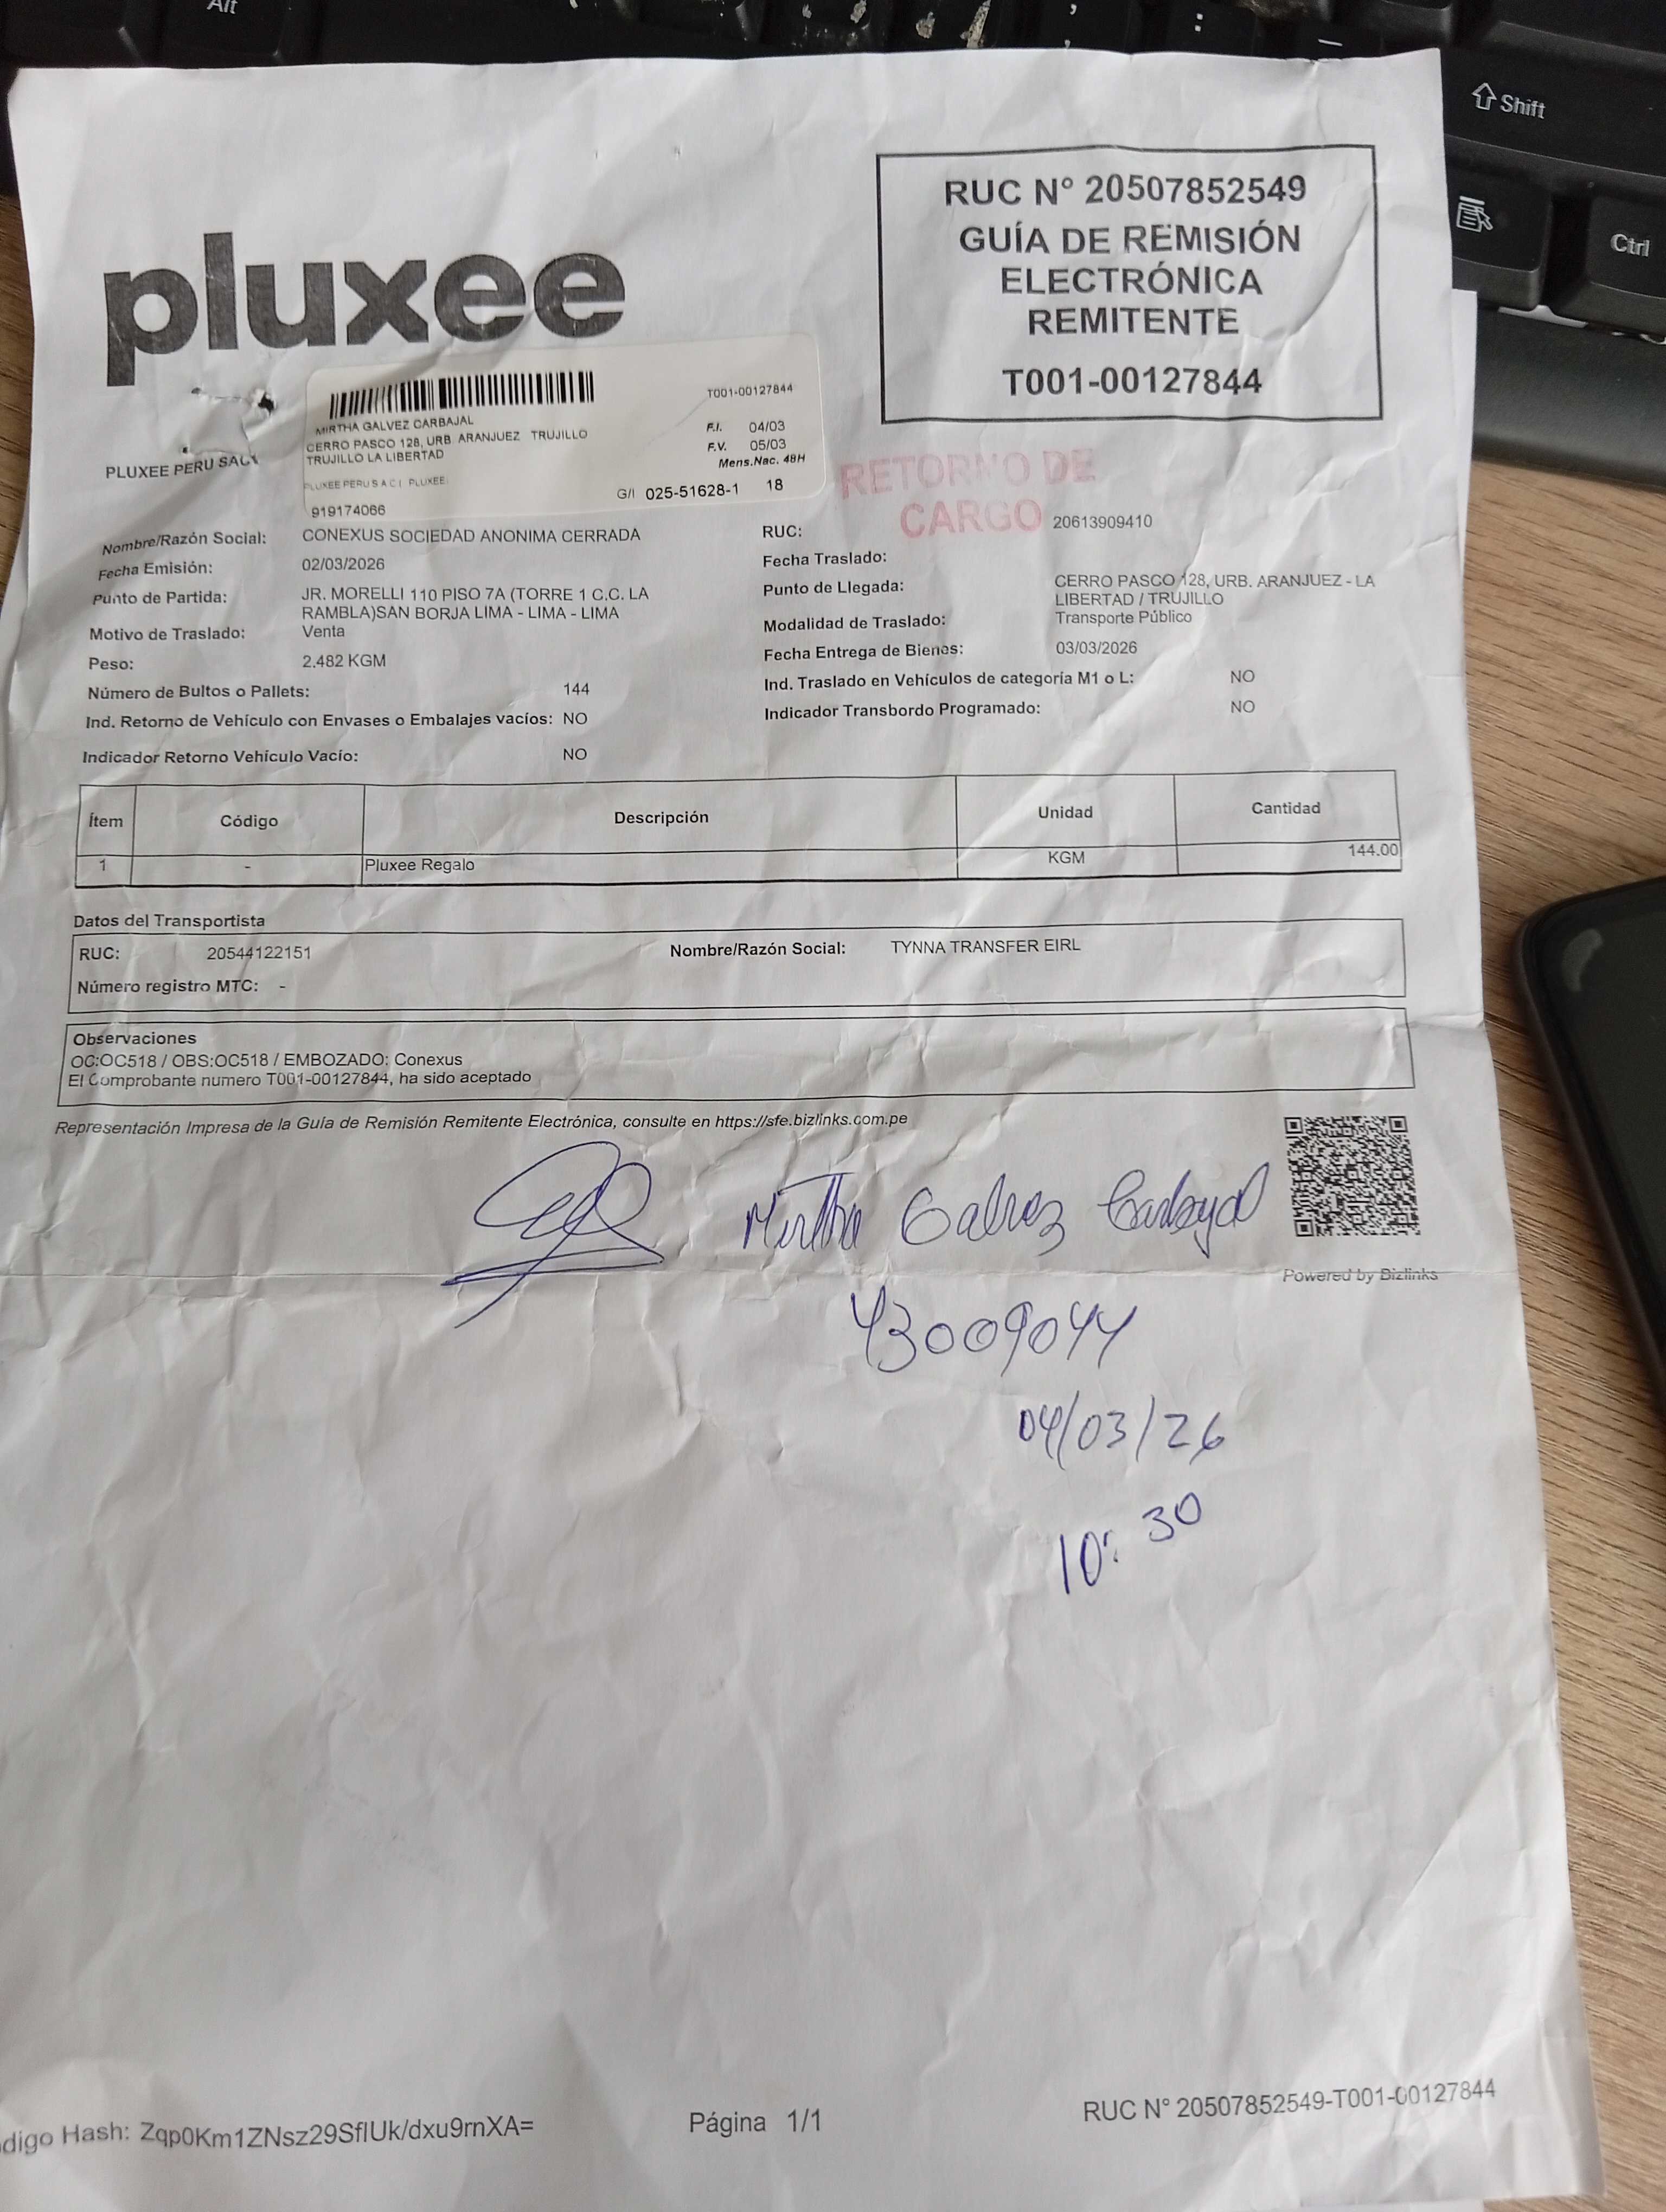 Alt
Shift
Ctrl
RUC N° 20507852549
GUÍA DE REMISIÓN
ELECTRÓNICA
REMITENTE
T001-00127844
pluxee
T001-00127844
MIRTHA GALVEZ CARBAJAL
CERRO PASCO 128, URB. ARANJUEZ TRUJILLO
TRUJILLO LA LIBERTAD
F.I. 04/03
F.V. 05/03
Mens.Nac. 48H
PLUXEE PERU S A C I PLUXEE
G/I 025-51628-1 18
919174066
PLUXEE PERU SAC
RETORNO DE
CARGO
Nombre/Razón Social: CONEXUS SOCIEDAD ANONIMA CERRADA RUC: 20613909410
Fecha Emisión: 02/03/2026 Fecha Traslado:
Punto de Partida: JR. MORELLI 110 PISO 7A (TORRE 1 C.C. LA Punto de Llegada: CERRO PASCO 128, URB. ARANJUEZ - LA
RAMBLA)SAN BORJA LIMA - LIMA - LIMA LIBERTAD / TRUJILLO
Motivo de Traslado: Venta Modalidad de Traslado: Transporte Público
Peso: 2.482 KGM Fecha Entrega de Bienes: 03/03/2026
Número de Bultos o Pallets: 144 Ind. Traslado en Vehículos de categoría M1 o L: NO
Ind. Retorno de Vehículo con Envases o Embalajes vacíos: NO Indicador Transbordo Programado: NO
Indicador Retorno Vehículo Vacío: NO
Ítem Código Descripción Unidad Cantidad
1 - Pluxee Regalo KGM 144.00
Datos del Transportista
RUC: 20544122151 Nombre/Razón Social: TYNNA TRANSFER EIRL
Número registro MTC: -
Observaciones
OC:OC518 / OBS:OC518 / EMBOZADO: Conexus
El Comprobante numero T001-00127844, ha sido aceptado
Representación Impresa de la Guía de Remisión Remitente Electrónica, consulte en https://sfe.bizlinks.com.pe
Mirtha Galvez Carbajal
Powered by Bizlinks
43009044
04/03/26
10: 30
digo Hash: Zqp0Km1ZNsz29SflUk/dxu9rnXA= Página 1/1 RUC N° 20507852549-T001-00127844